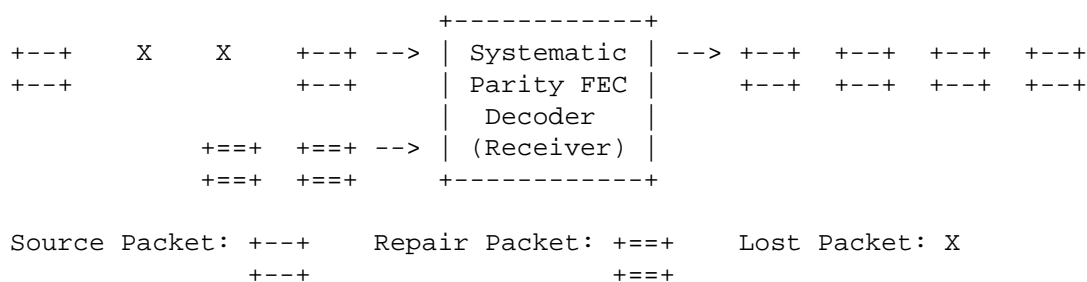 +------------+
+--+    X    X    +--+ --> | Systematic | --> +--+  +--+  +--+  +--+
+--+              +--+     | Parity FEC |     +--+  +--+  +--+  +--+
                           |  Decoder   |
            +==+  +==+ --> | (Receiver) |
            +==+  +==+     +------------+

Source Packet: +--+    Repair Packet: +==+    Lost Packet: X
               +--+                   +==+